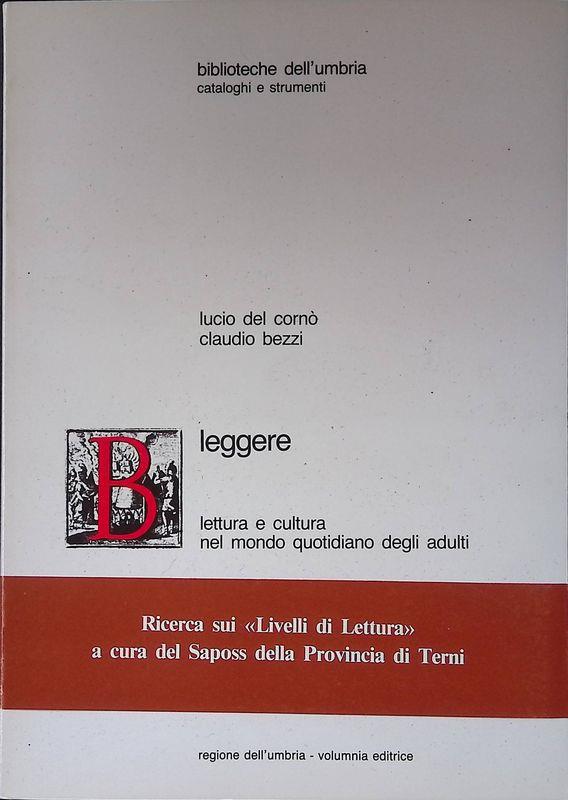 biblioteche dell'umbria
cataloghi e strumenti
lucio del cornò
claudio bezzi
B
leggere
lettura e cultura
nel mondo quotidiano degli adulti
Ricerca sui «Livelli di Lettura»
a cura del Saposs della Provincia di Terni
regione dell'umbria - volumnia editrice